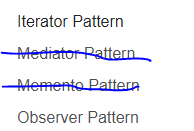 Iterator Pattern
Mediator Pattern
Memento Pattern
Observer Pattern